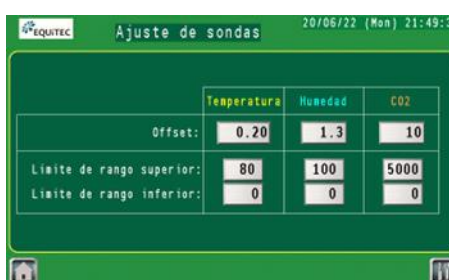 EQUITEC
Ajuste de sondas
20/06/22 (Mon) 21:49:3
Temperatura Humedad CO2
Offset: 0.20 1.3 10
Limite de rango superior: 80 100 5000
Limite de rango inferior: 0 0 0